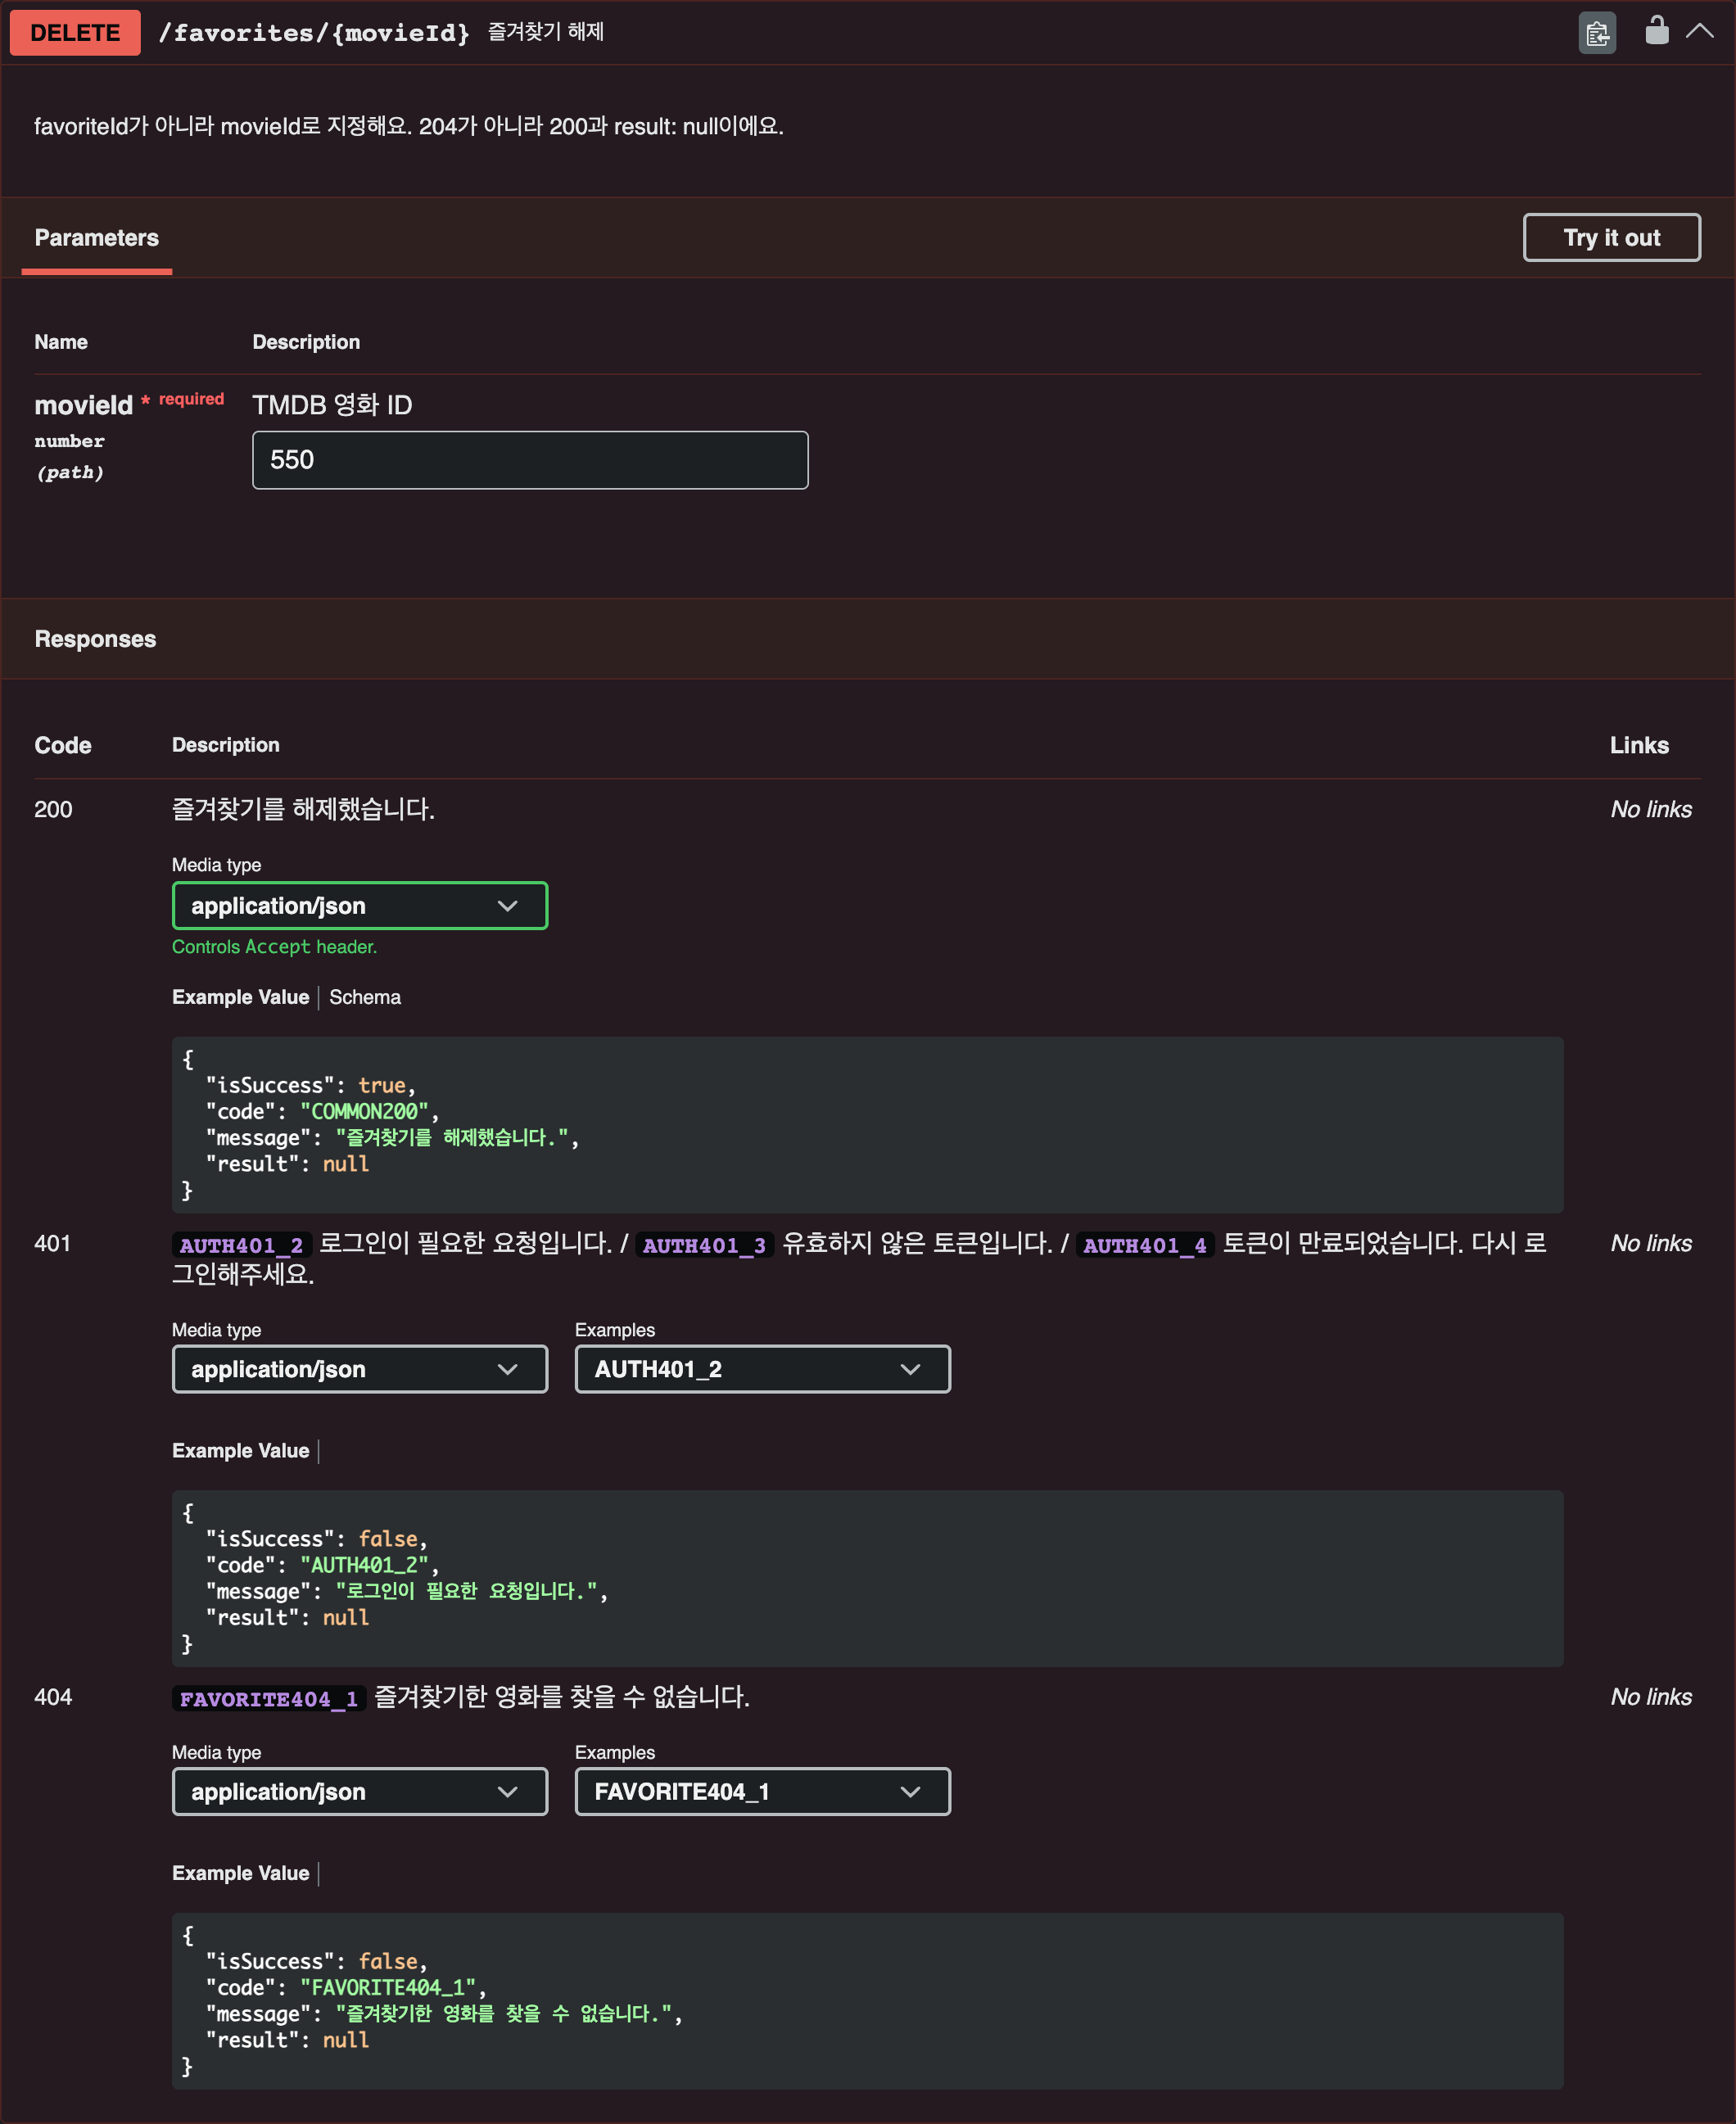 DELETE /favorites/{movieId} 즐겨찾기 해제
favoriteId가 아니라 movieId로 지정해요. 204가 아니라 200과 result: null이에요.
Parameters
Try it out
Name Description
movieId * required TMDB 영화 ID
number
(path)
550
Responses
Code Description Links
200 즐겨찾기를 해제했습니다. No links
Media type
application/json
Controls Accept header.
Example Value Schema
{
  "isSuccess": true,
  "code": "COMMON200",
  "message": "즐겨찾기를 해제했습니다.",
  "result": null
}
401 AUTH401_2 로그인이 필요한 요청입니다. / AUTH401_3 유효하지 않은 토큰입니다. / AUTH401_4 토큰이 만료되었습니다. 다시 로 No links
그인해주세요.
Media type Examples
application/json AUTH401_2
Example Value
{
  "isSuccess": false,
  "code": "AUTH401_2",
  "message": "로그인이 필요한 요청입니다.",
  "result": null
}
404 FAVORITE404_1 즐겨찾기한 영화를 찾을 수 없습니다. No links
Media type Examples
application/json FAVORITE404_1
Example Value
{
  "isSuccess": false,
  "code": "FAVORITE404_1",
  "message": "즐겨찾기한 영화를 찾을 수 없습니다.",
  "result": null
}